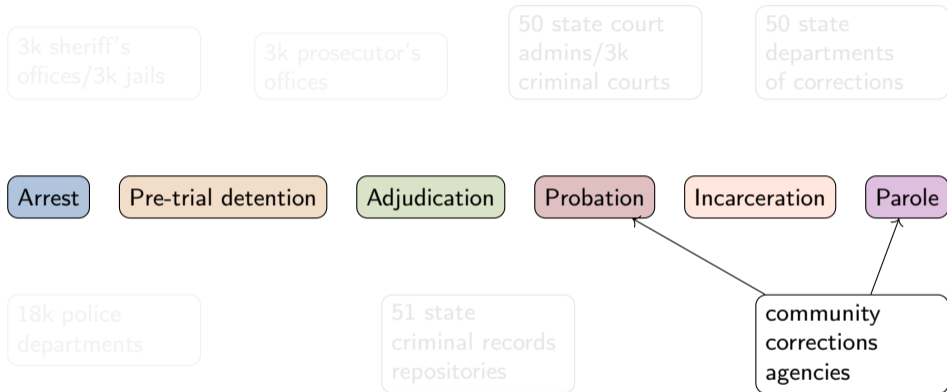 3k sheriff's
offices/3k jails
3k prosecutor's
offices
50 state court
admins/3k
criminal courts
50 state
departments
of corrections
Arrest
Pre-trial detention
Adjudication
Probation
Incarceration
Parole
18k police
departments
51 state
criminal records
repositories
community
corrections
agencies